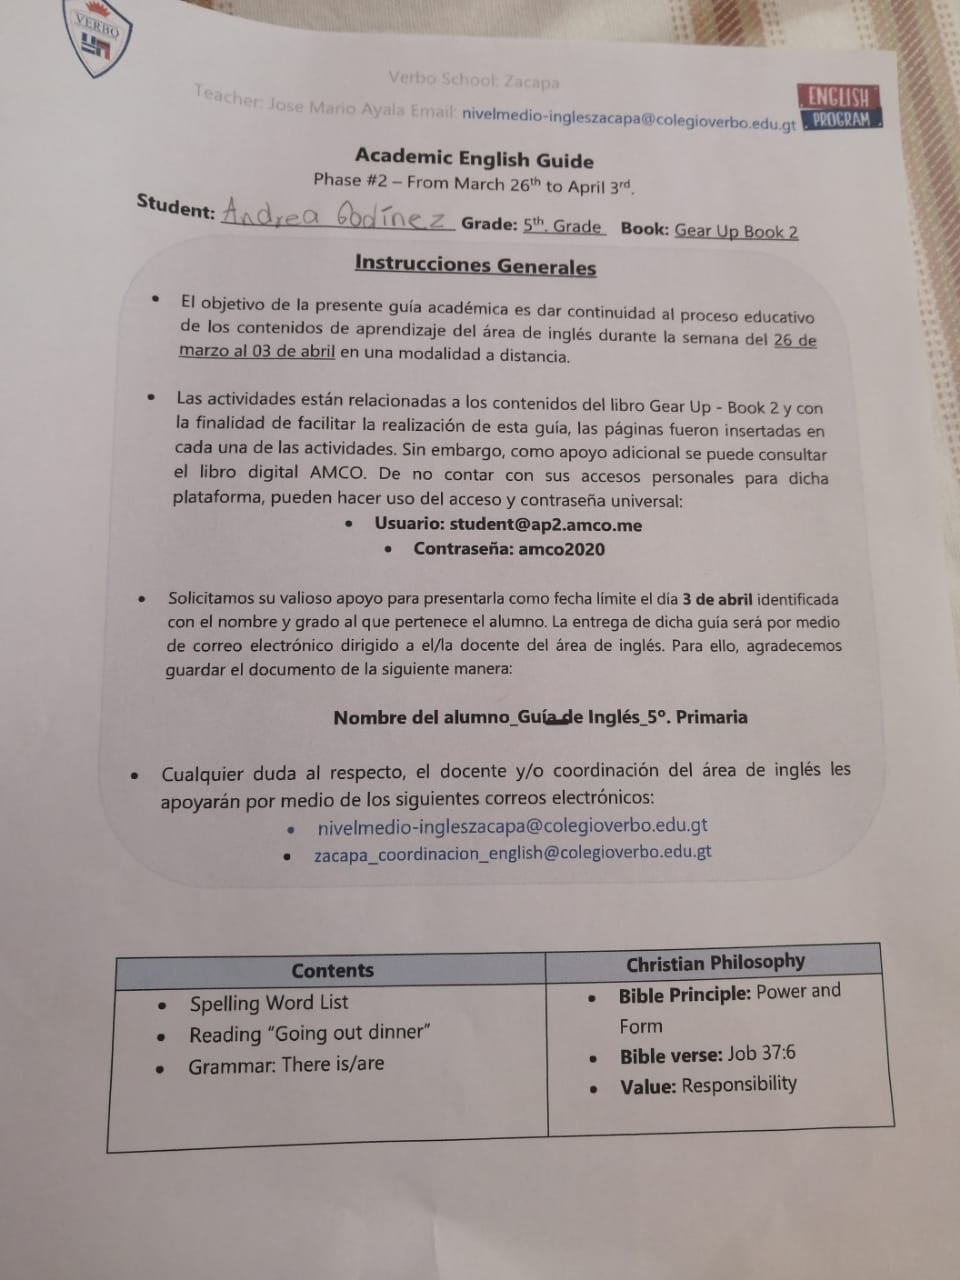 VERBO
Verbo School: Zacapa
Teacher: Jose Mario Ayala Email: nivelmedio-ingleszacapa@colegioverbo.edu.gt
ENGLISH
PROGRAM
Academic English Guide
Phase #2 – From March 26th to April 3rd.
Student: Andrea Godínez Grade: 5th. Grade Book: Gear Up Book 2
Instrucciones Generales
• El objetivo de la presente guía académica es dar continuidad al proceso educativo
de los contenidos de aprendizaje del área de inglés durante la semana del 26 de
marzo al 03 de abril en una modalidad a distancia.
• Las actividades están relacionadas a los contenidos del libro Gear Up - Book 2 y con
la finalidad de facilitar la realización de esta guía, las páginas fueron insertadas en
cada una de las actividades. Sin embargo, como apoyo adicional se puede consultar
el libro digital AMCO. De no contar con sus accesos personales para dicha
plataforma, pueden hacer uso del acceso y contraseña universal:
• Usuario: student@ap2.amco.me
• Contraseña: amco2020
• Solicitamos su valioso apoyo para presentarla como fecha límite el día 3 de abril identificada
con el nombre y grado al que pertenece el alumno. La entrega de dicha guía será por medio
de correo electrónico dirigido a el/la docente del área de inglés. Para ello, agradecemos
guardar el documento de la siguiente manera:
Nombre del alumno_Guía de Inglés_5º. Primaria
• Cualquier duda al respecto, el docente y/o coordinación del área de inglés les
apoyarán por medio de los siguientes correos electrónicos:
• nivelmedio-ingleszacapa@colegioverbo.edu.gt
• zacapa_coordinacion_english@colegioverbo.edu.gt
Contents
• Spelling Word List
• Reading "Going out dinner"
• Grammar: There is/are
Christian Philosophy
• Bible Principle: Power and
Form
• Bible verse: Job 37:6
• Value: Responsibility